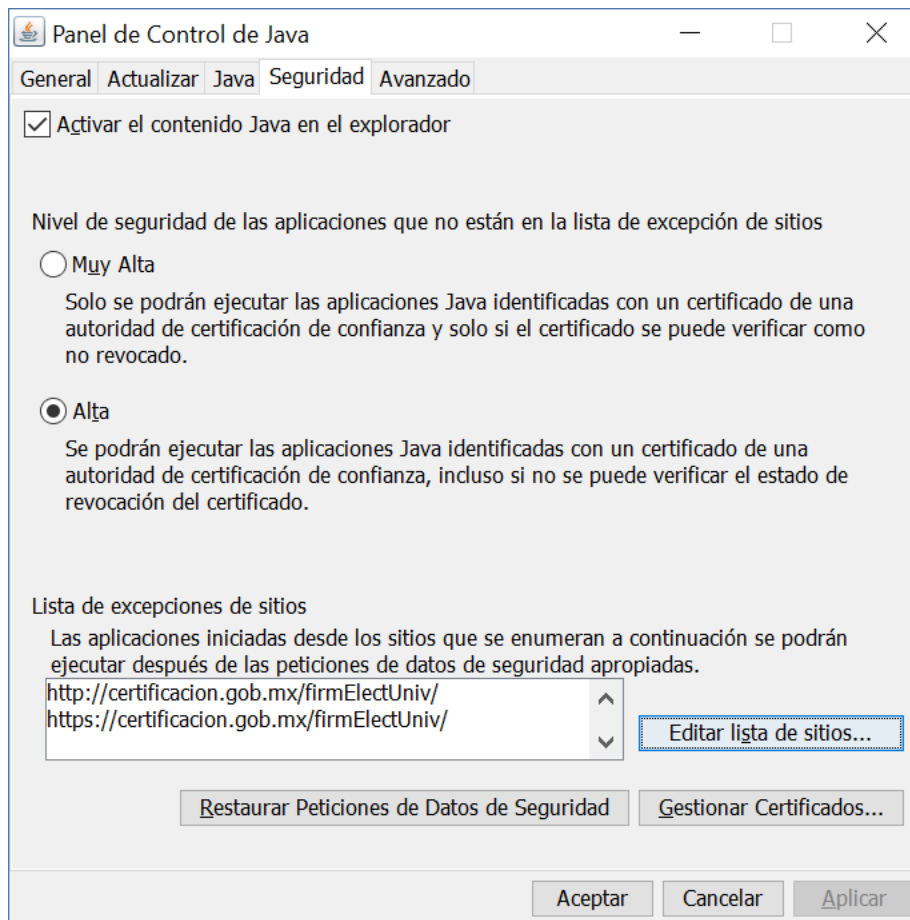 Panel de Control de Java
General Actualizar Java Seguridad Avanzado
Activar el contenido Java en el explorador
Nivel de seguridad de las aplicaciones que no están en la lista de excepción de sitios
Muy Alta
Solo se podrán ejecutar las aplicaciones Java identificadas con un certificado de una
autoridad de certificación de confianza y solo si el certificado se puede verificar como
no revocado.
Alta
Se podrán ejecutar las aplicaciones Java identificadas con un certificado de una
autoridad de certificación de confianza, incluso si no se puede verificar el estado de
revocación del certificado.
Lista de excepciones de sitios
Las aplicaciones iniciadas desde los sitios que se enumeran a continuación se podrán
ejecutar después de las peticiones de datos de seguridad apropiadas.
http://certificacion.gob.mx/firmElectUniv/
https://certificacion.gob.mx/firmElectUniv/
Editar lista de sitios...
Restaurar Peticiones de Datos de Seguridad Gestionar Certificados...
Aceptar Cancelar Aplicar